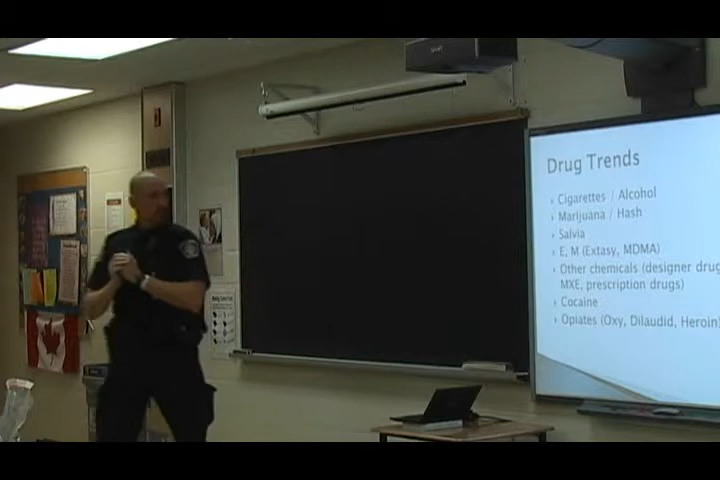 Drug Trends
Cigarettes / Alcohol
Marijuana / Hash
Salvia
E, M (Extasy, MDMA)
Other chemicals (designer drug
MXE, prescription drugs)
Cocaine
Opiates (Oxy, Dilaudid, Heroin)